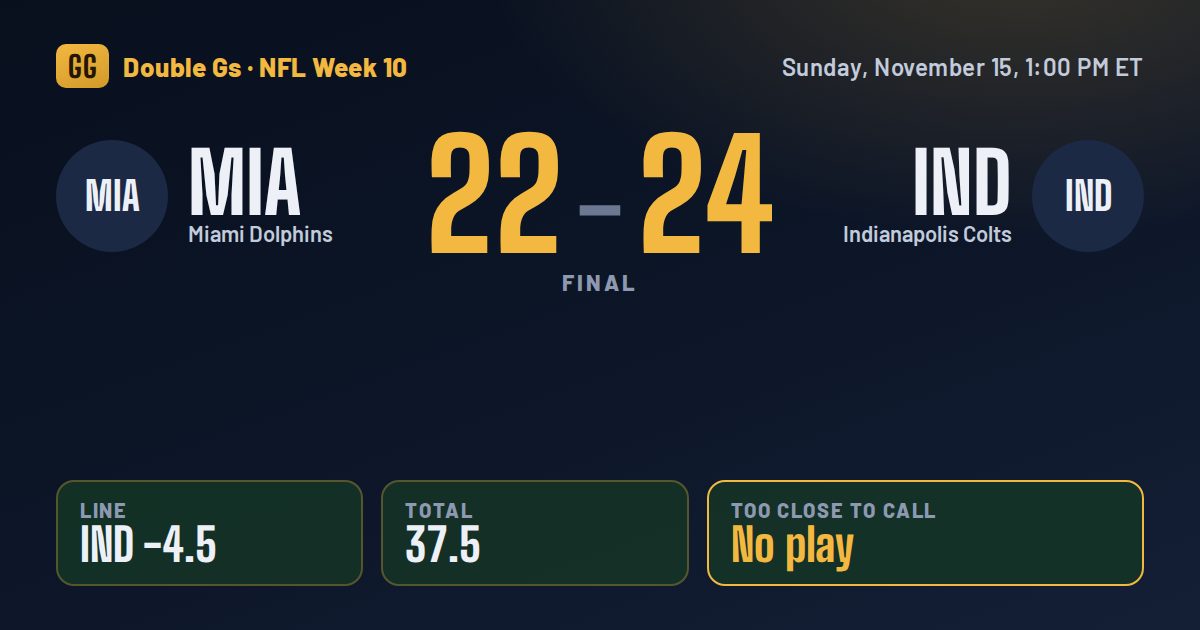 GG Double Gs · NFL Week 10
Sunday, November 15, 1:00 PM ET
MIA
MIA
Miami Dolphins
22 – 24
FINAL
IND
Indianapolis Colts
IND
LINE
IND -4.5
TOTAL
37.5
TOO CLOSE TO CALL
No play